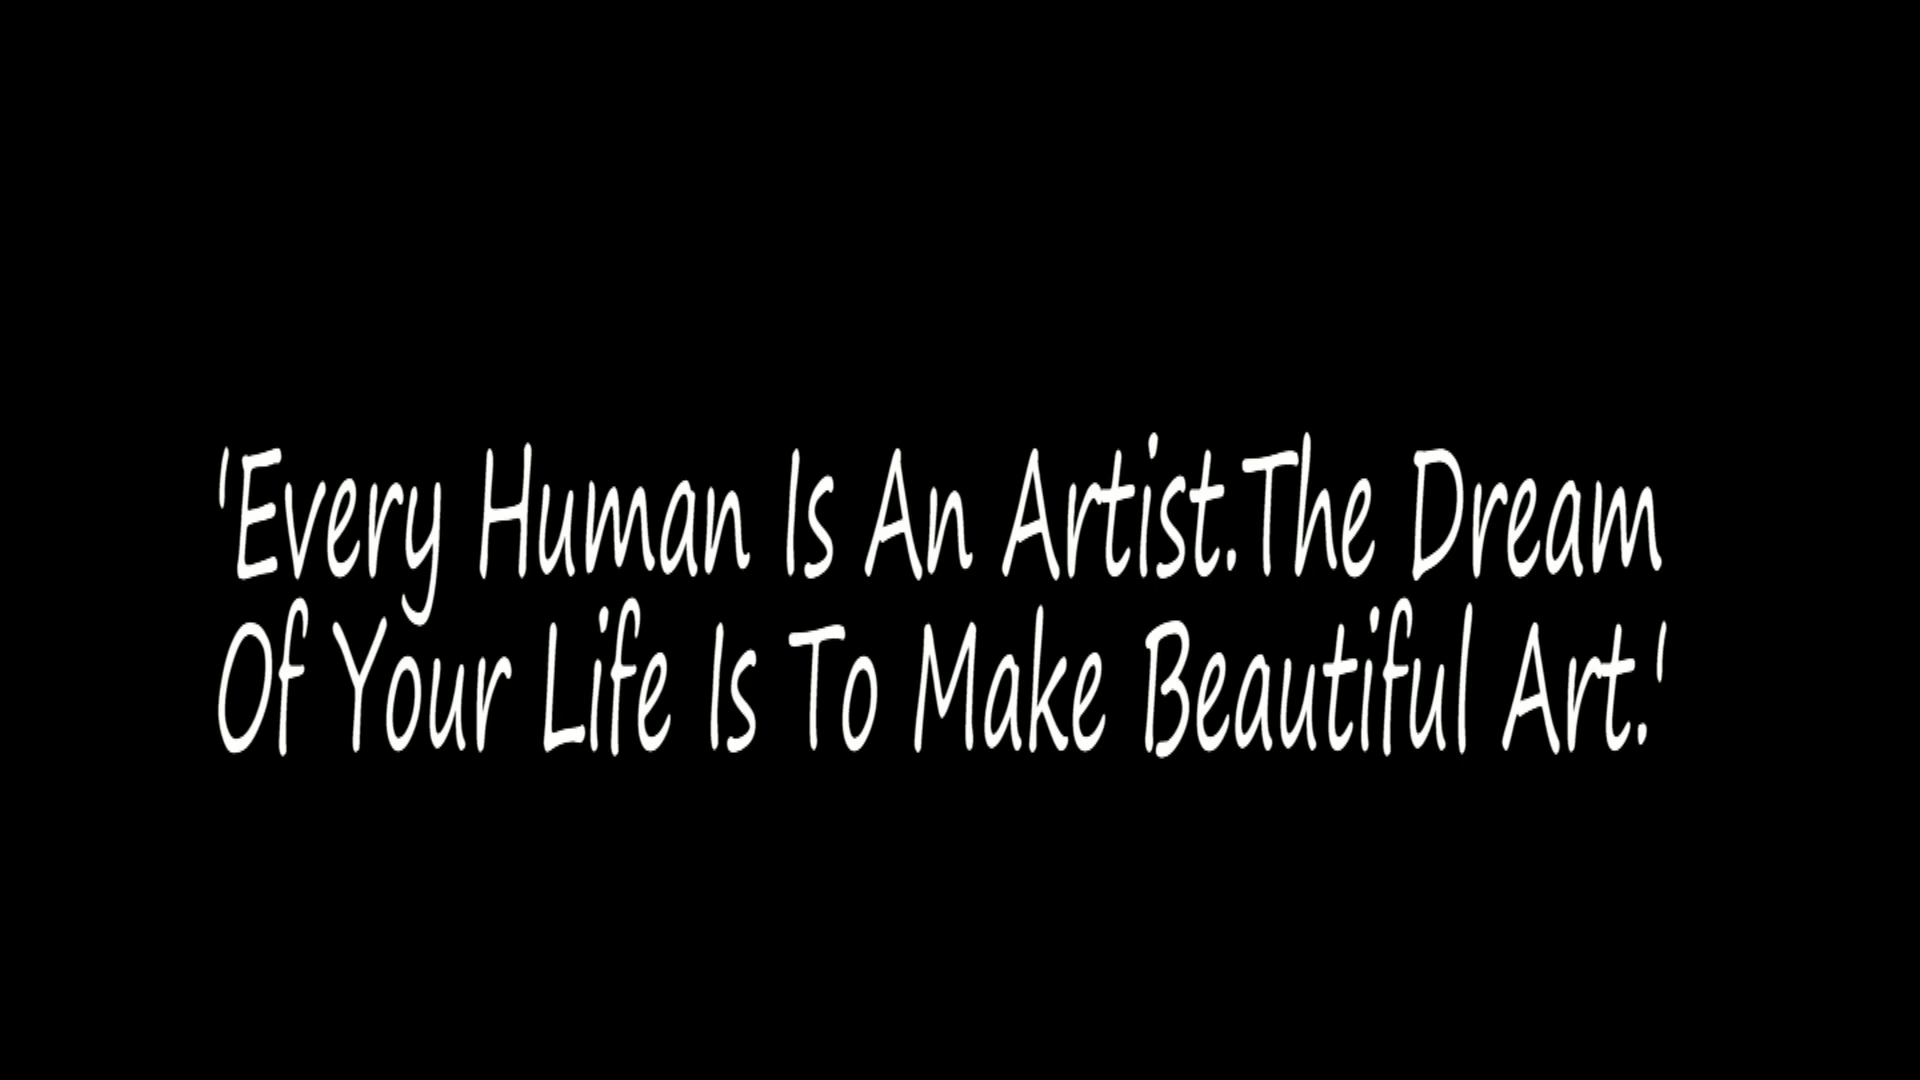 'Every Human Is An Artist.The Dream
Of Your Life Is To Make Beautiful Art.'